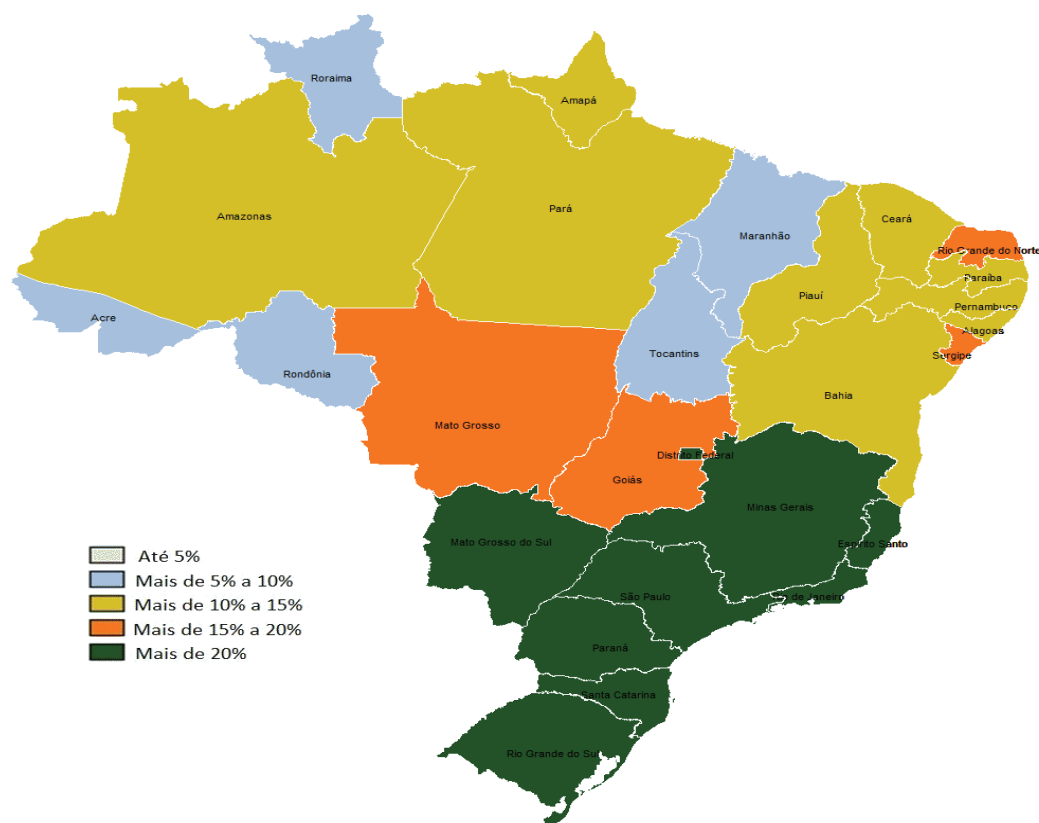 Roraima
Amapá
Amazonas
Pará
Ceará
Maranhão
Rio Grande do Norte
Paraíba
Piauí
Pernambuco
Acre
Alagoas
Tocantins
Sergipe
Rondônia
Bahia
Mato Grosso
Distrito Federal
Goiás
Minas Gerais
Mato Grosso do Sul
Espírito Santo
São Paulo
de Janeiro
Paraná
Santa Catarina
Rio Grande do Sul
Até 5%
Mais de 5% a 10%
Mais de 10% a 15%
Mais de 15% a 20%
Mais de 20%